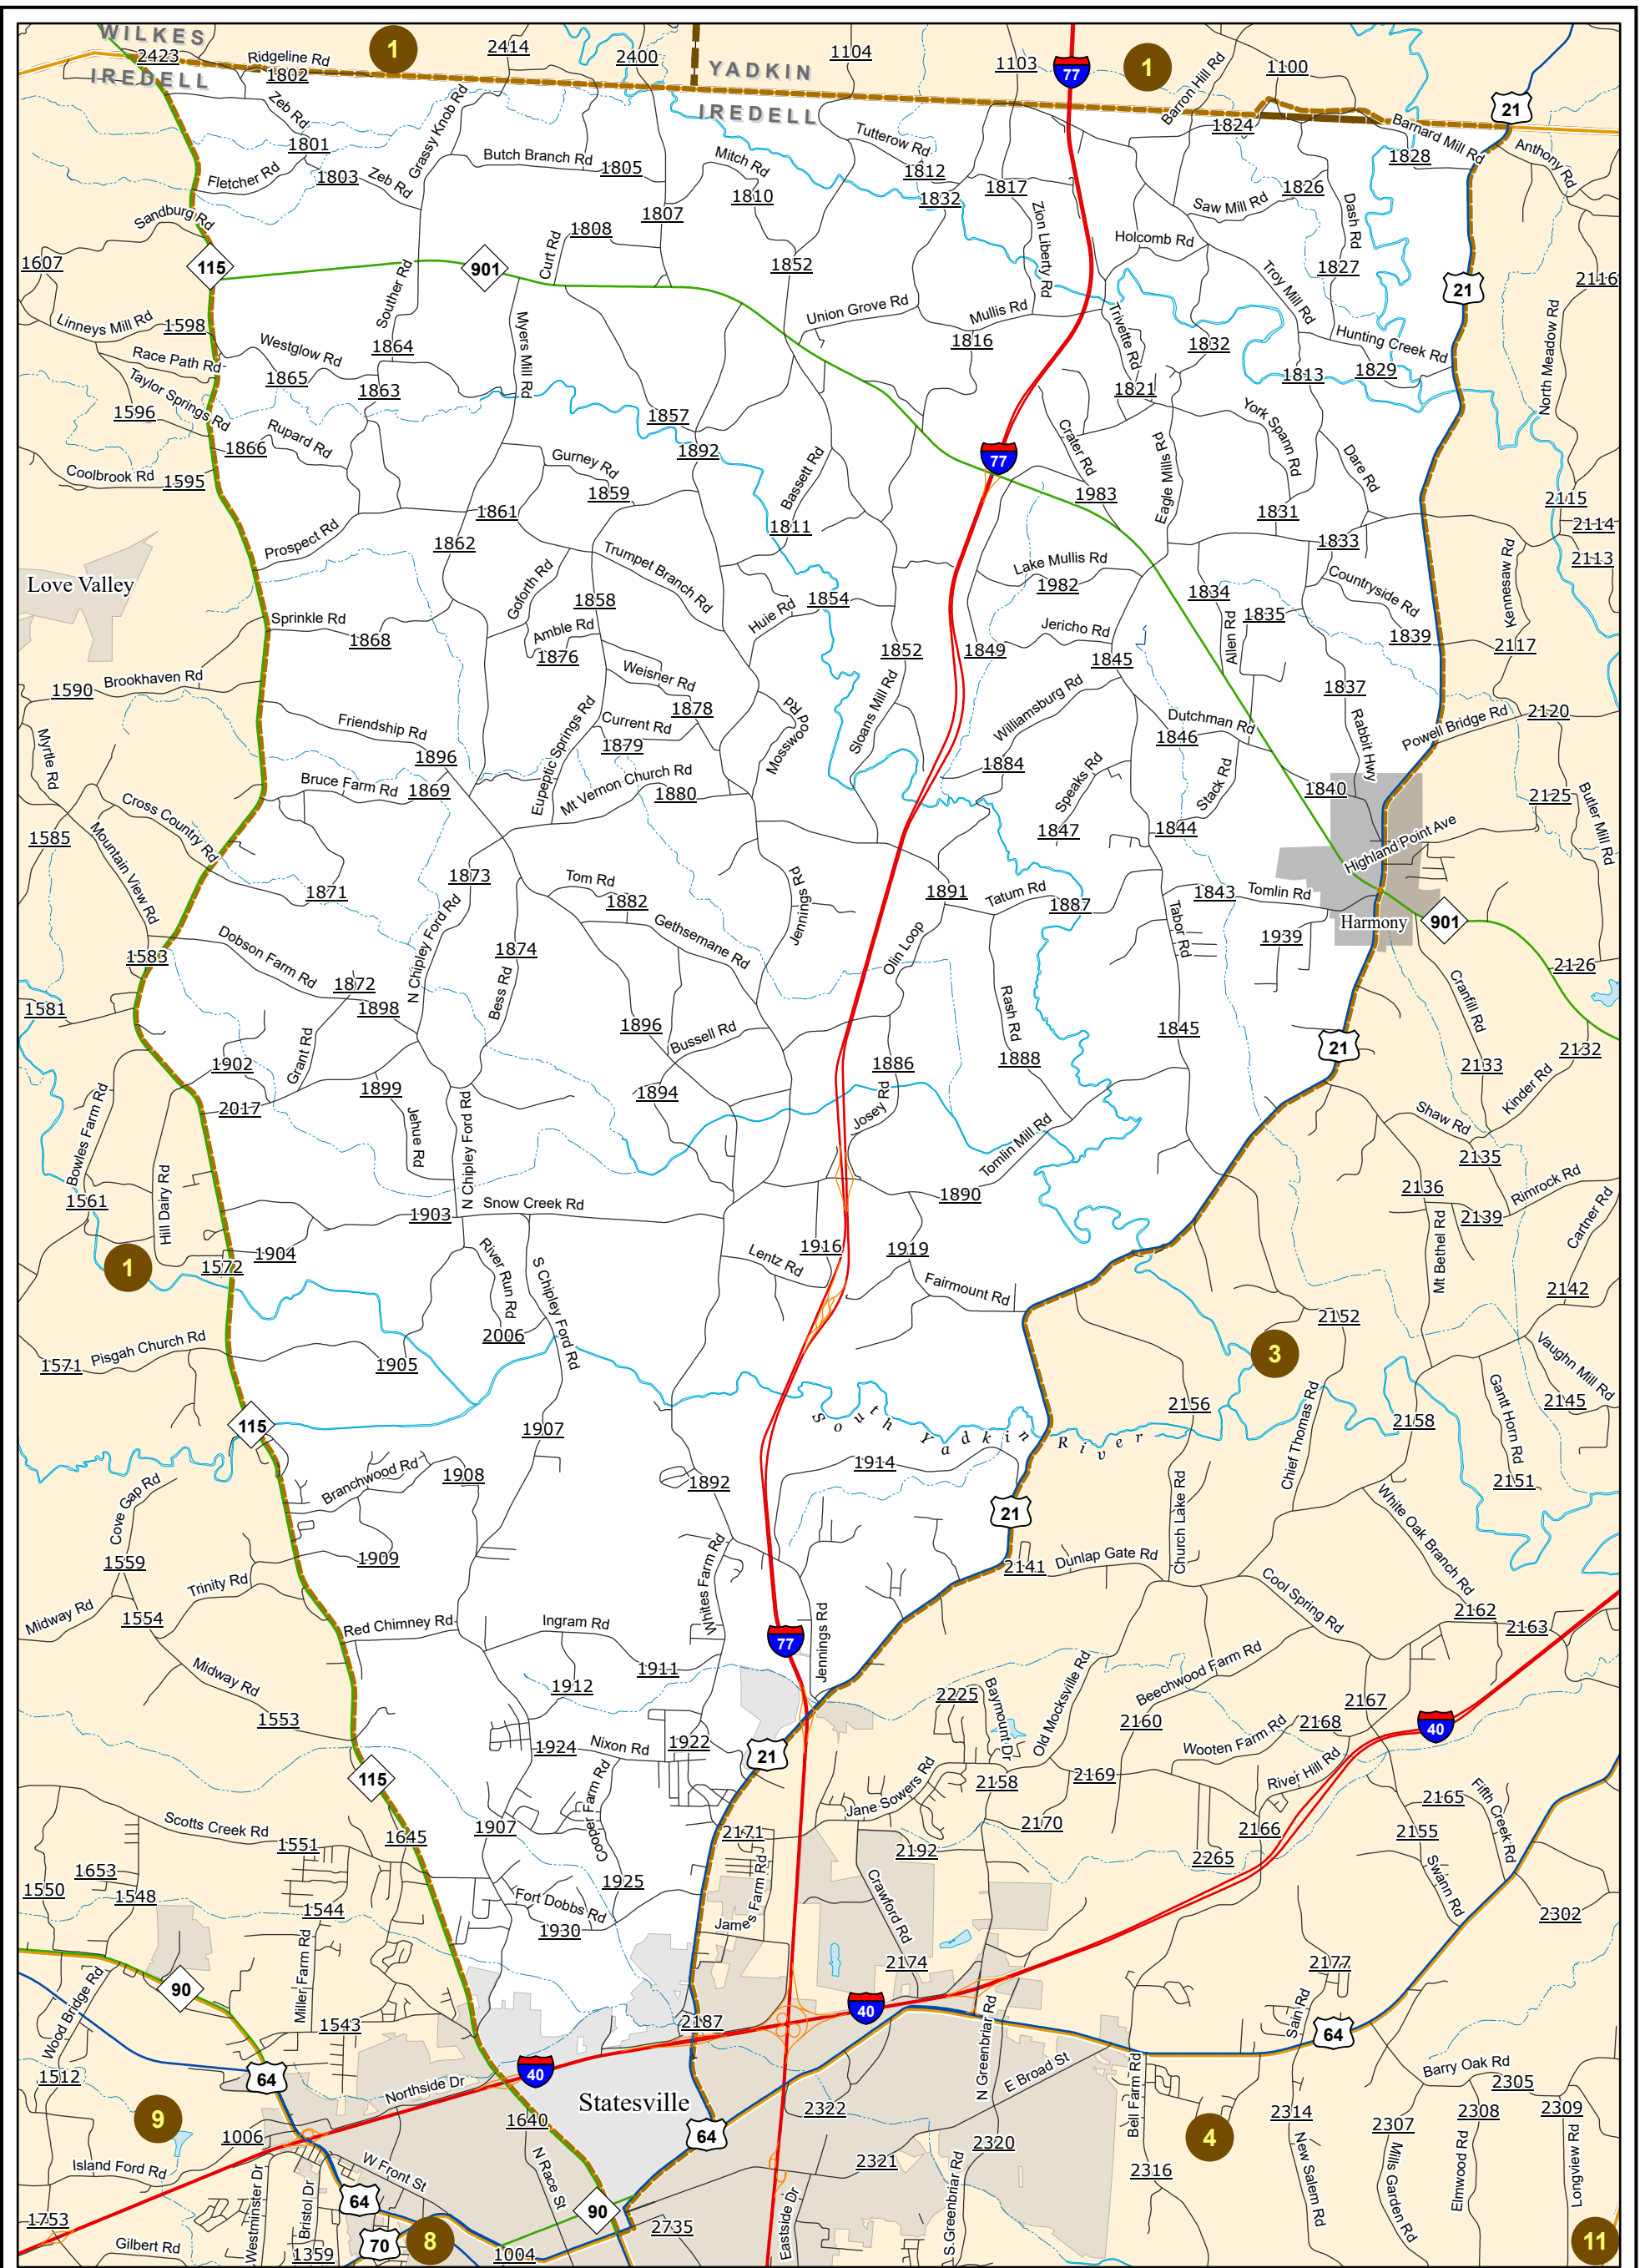 WILKES
2423
Ridgeline Rd
1
2414
2400
1104
1103
77
1
Barron Hill Rd
1100
IREDELL
1802
YADKIN
IREDELL
21
Zeb Rd
1801
Grassy Knob Rd
Butch Branch Rd
1805
Mitch Rd
Tutterow Rd
1812
1824
Barnard Mill Rd
1828
Anthony Rd
Fletcher Rd
1803
Zeb Rd
1810
1832
1817
Zion Liberty Rd
Saw Mill Rd
1826
Dash Rd
Sandburg Rd
1807
1808
Curt Rd
Holcomb Rd
1607
115
901
1852
1827
Troy Mill Rd
21
2116
Souther Rd
Linneys Mill Rd
1598
Myers Mill Rd
Union Grove Rd
Mullis Rd
1816
Trivette Rd
1832
Hunting Creek Rd
1829
North Meadow Rd
Race Path Rd
Westglow Rd
1864
1865
1863
1821
1813
Taylor Springs Rd
1596
1857
York Spann Rd
1866
Rupard Rd
1892
Crater Rd
Eagle Mills Rd
Dare Rd
Coolbrook Rd
1595
Gurney Rd
1859
Bassett Rd
77
1983
2115
1861
1811
1831
2114
Prospect Rd
1862
1833
2113
Love Valley
Goforth Rd
Trumpet Branch Rd
Lake Mullis Rd
1982
Countryside Rd
Kennesaw Rd
1858
Huie Rd
1854
1834
1835
Sprinkle Rd
1868
Amble Rd
1876
Jericho Rd
Allen Rd
1839
2117
1852
1849
1845
1590
Brookhaven Rd
Weisner Rd
1878
Williamsburg Rd
1837
Friendship Rd
Eupeptic Springs Rd
Current Rd
1879
Mosswood Rd
Sloans Mill Rd
Dutchman Rd
1846
Rabbit Hwy
Powell Bridge Rd
2120
Myrtle Rd
1896
Bruce Farm Rd
1869
Mt Vernon Church Rd
1880
1884
Speaks Rd
Stack Rd
1840
2125
Butler Mill Rd
Cross Country Rd
1585
Mountain View Rd
1847
1844
Highland Point Ave
1871
1873
Tom Rd
1882
Jennings Rd
1891
Tatum Rd
1887
1843
Tomlin Rd
Harmony
901
Dobson Farm Rd
N Chipley Ford Rd
1874
Gethsemane Rd
Olin Loop
Tabor Rd
1939
1583
1872
1898
Bess Rd
2126
Cranfill Rd
1581
1896
Bussell Rd
Rash Rd
1845
21
1902
Grant Rd
1886
1888
2133
2132
1899
1894
Kinder Rd
2017
Jehue Rd
N Chipley Ford Rd
Josey Rd
Tomlin Mill Rd
Shaw Rd
Bowles Farm Rd
2135
1561
Hill Dairy Rd
1903
Snow Creek Rd
1890
2136
Rimrock Rd
2139
Cartner Rd
1
1572
1904
River Run Rd
S Chipley Ford Rd
Lentz Rd
1916
1919
Mt Bethel Rd
Fairmount Rd
2142
1571
Pisgah Church Rd
1905
2006
3
2152
Vaughn Mill Rd
115
1907
South Yadkin River
2156
Chief Thomas Rd
2158
Gantt Horn Rd
2145
Cove Gap Rd
Branchwood Rd
1908
1892
1914
2151
21
Church Lake Rd
White Oak Branch Rd
1559
1909
Whites Farm Rd
2141
Dunlap Gate Rd
Trinity Rd
Cool Spring Rd
Midway Rd
1554
Red Chimney Rd
Ingram Rd
77
Jennings Rd
2162
2163
Midway Rd
1912
1911
Beechwood Farm Rd
1553
2225
Baymount Dr
Old Mocksville Rd
2160
2167
40
1924
Nixon Rd
1922
21
Wooten Farm Rd
2168
115
Cooper Farm Rd
Jane Sowers Rd
2158
2169
River Hill Rd
2165
Fifth Creek Rd
Scotts Creek Rd
1551
1645
1907
2171
2170
2166
2155
2192
2265
Swann Rd
1653
1550
1548
1925
James Farm Rd
Crawford Rd
1544
Fort Dobbs Rd
1930
2302
Miller Farm Rd
90
2174
2177
Wood Bridge Rd
1543
2187
40
N Greenbriar Rd
Sain Rd
64
1512
64
Northside Dr
40
Statesville
E Broad St
Bell Farm Rd
Barry Oak Rd
2305
9
1006
1640
64
2322
2320
4
2314
2307
2308
2309
Island Ford Rd
W Front St
N Race St
2321
2316
New Salem Rd
Mills Garden Rd
Elmwood Rd
Longview Rd
Westminster Dr
Bristol Dr
64
90
Eastside Dr
S Greenbriar Rd
1753
Gilbert Rd
1359
70
8
1004
2735
11